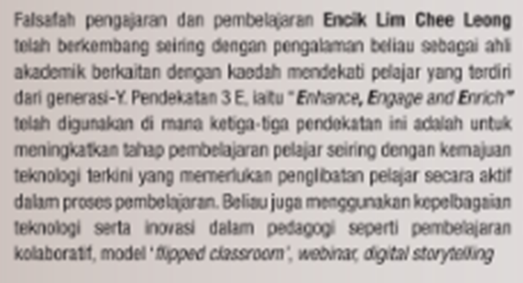 Falsafah pengajaran dan pembelajaran Encik Lim Chee Leong
telah berkembang seiring dengan pengalaman beliau sebagai ahli
akademik berkaitan dengan kaedah mendekati pelajar yang terdiri
dari generasi-Y. Pendekatan 3 E, iaitu "Enhance, Engage and Enrich"
telah digunakan di mana ketiga-tiga pendekatan ini adalah untuk
meningkatkan tahap pembelajaran pelajar seiring dengan kemajuan
teknologi terkini yang memerlukan penglibatan pelajar secara aktif
dalam proses pembelajaran. Beliau juga menggunakan kepelbagaian
teknologi serta inovasi dalam pedagogi seperti pembelajaran
kolaboratif, model 'flipped classroom', webinar, digital storytelling